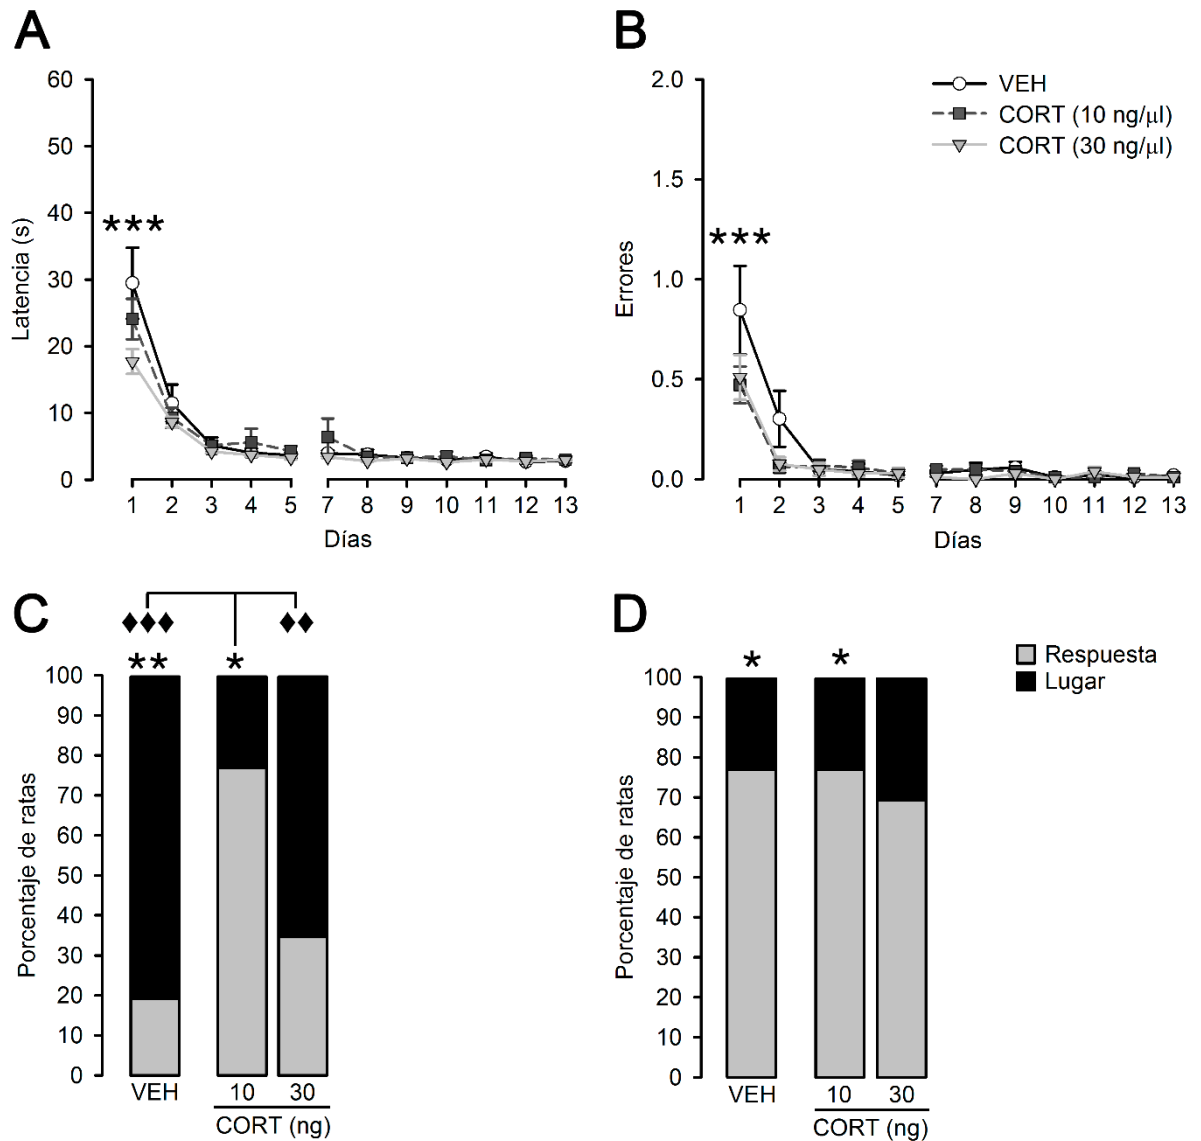 A
60
50
40
30
20
10
0
Latencia (s)
***
1 2 3 4 5 7 8 9 10 11 12 13
Días
B
2.0
1.5
1.0
0.5
0.0
Errores
***
VEH
CORT (10 ng/μl)
CORT (30 ng/μl)
1 2 3 4 5 7 8 9 10 11 12 13
Días
C
♦♦♦ ♦♦
** *
100
90
80
70
60
50
40
30
20
10
0
Porcentaje de ratas
VEH 10 30
CORT (ng)
D
* *
Respuesta
Lugar
100
90
80
70
60
50
40
30
20
10
0
Porcentaje de ratas
VEH 10 30
CORT (ng)